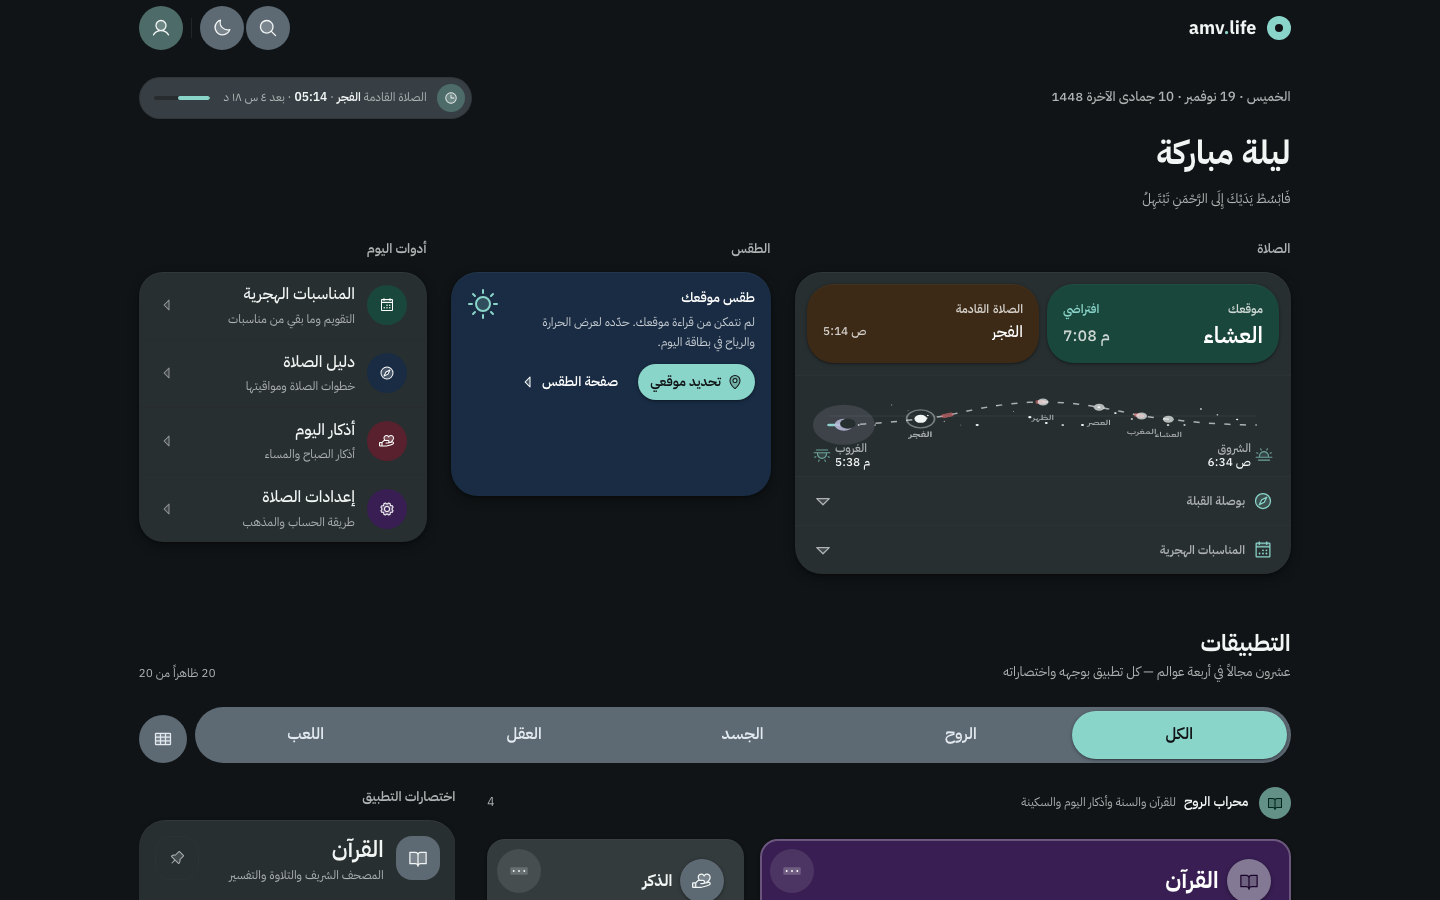 amv.life
الخميس · 19 نوفمبر · 10 جمادى الآخرة 1448
الصلاة القادمة الفجر · 05:14 · بعد ٤ س ١٨ د
ليلة مباركة
فَابْسُطْ يَدَيْكَ إِلَى الرَّحْمَنِ تَبْتَهِلُ
الصلاة
موقعك
افتراضي
العشاء
7:08 م
الصلاة القادمة
الفجر
5:14 ص
الفجر
الظهر
العصر
المغرب
العشاء
الشروق
6:34 ص
الغروب
5:38 م
بوصلة القبلة
المناسبات الهجرية
الطقس
طقس موقعك
لم نتمكن من قراءة موقعك. حدّده لعرض الحرارة
والرياح في بطاقة اليوم.
تحديد موقعي
صفحة الطقس
أدوات اليوم
المناسبات الهجرية
التقويم وما بقي من مناسبات
دليل الصلاة
خطوات الصلاة ومواقيتها
أذكار اليوم
أذكار الصباح والمساء
إعدادات الصلاة
طريقة الحساب والمذهب
التطبيقات
عشرون مجالاً في أربعة عوالم — كل تطبيق بوجهه واختصاراته
20 ظاهراً من 20
الكل
الروح
الجسد
العقل
اللعب
محراب الروح للقرآن والسنة وأذكار اليوم والسكينة
4
القرآن
الذكر
اختصارات التطبيق
القرآن
المصحف الشريف والتلاوة والتفسير